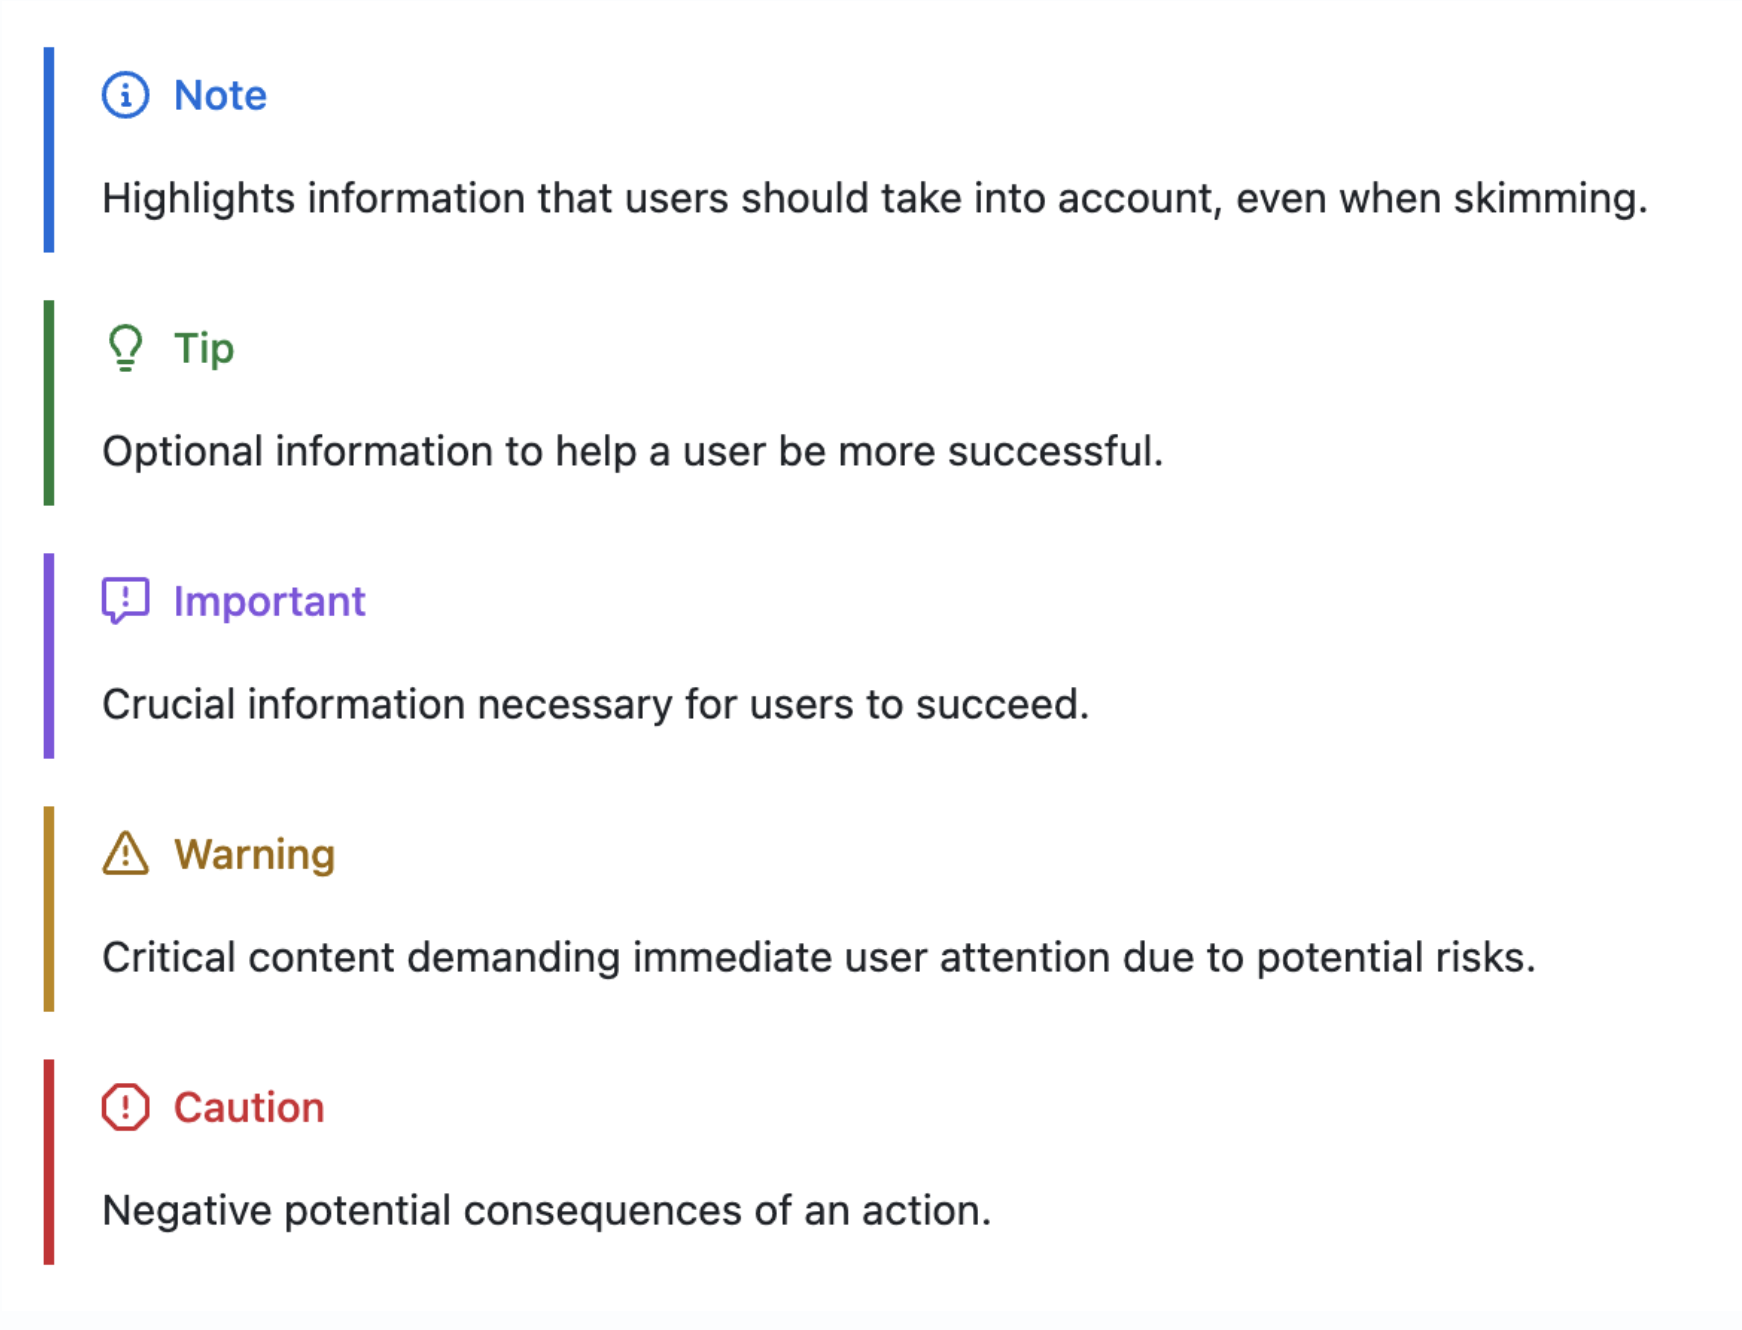 Note
Highlights information that users should take into account, even when skimming.
Tip
Optional information to help a user be more successful.
Important
Crucial information necessary for users to succeed.
Warning
Critical content demanding immediate user attention due to potential risks.
Caution
Negative potential consequences of an action.